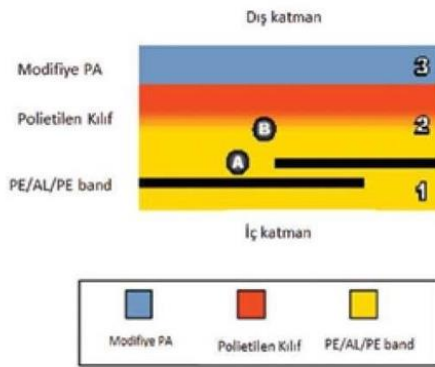 Dış katman
Modifiye PA
3
Polietilen Kılıf
2
B
A
PE/AL/PE band
1
İç katman
Modifiye PA
Polietilen Kılıf
PE/AL/PE band